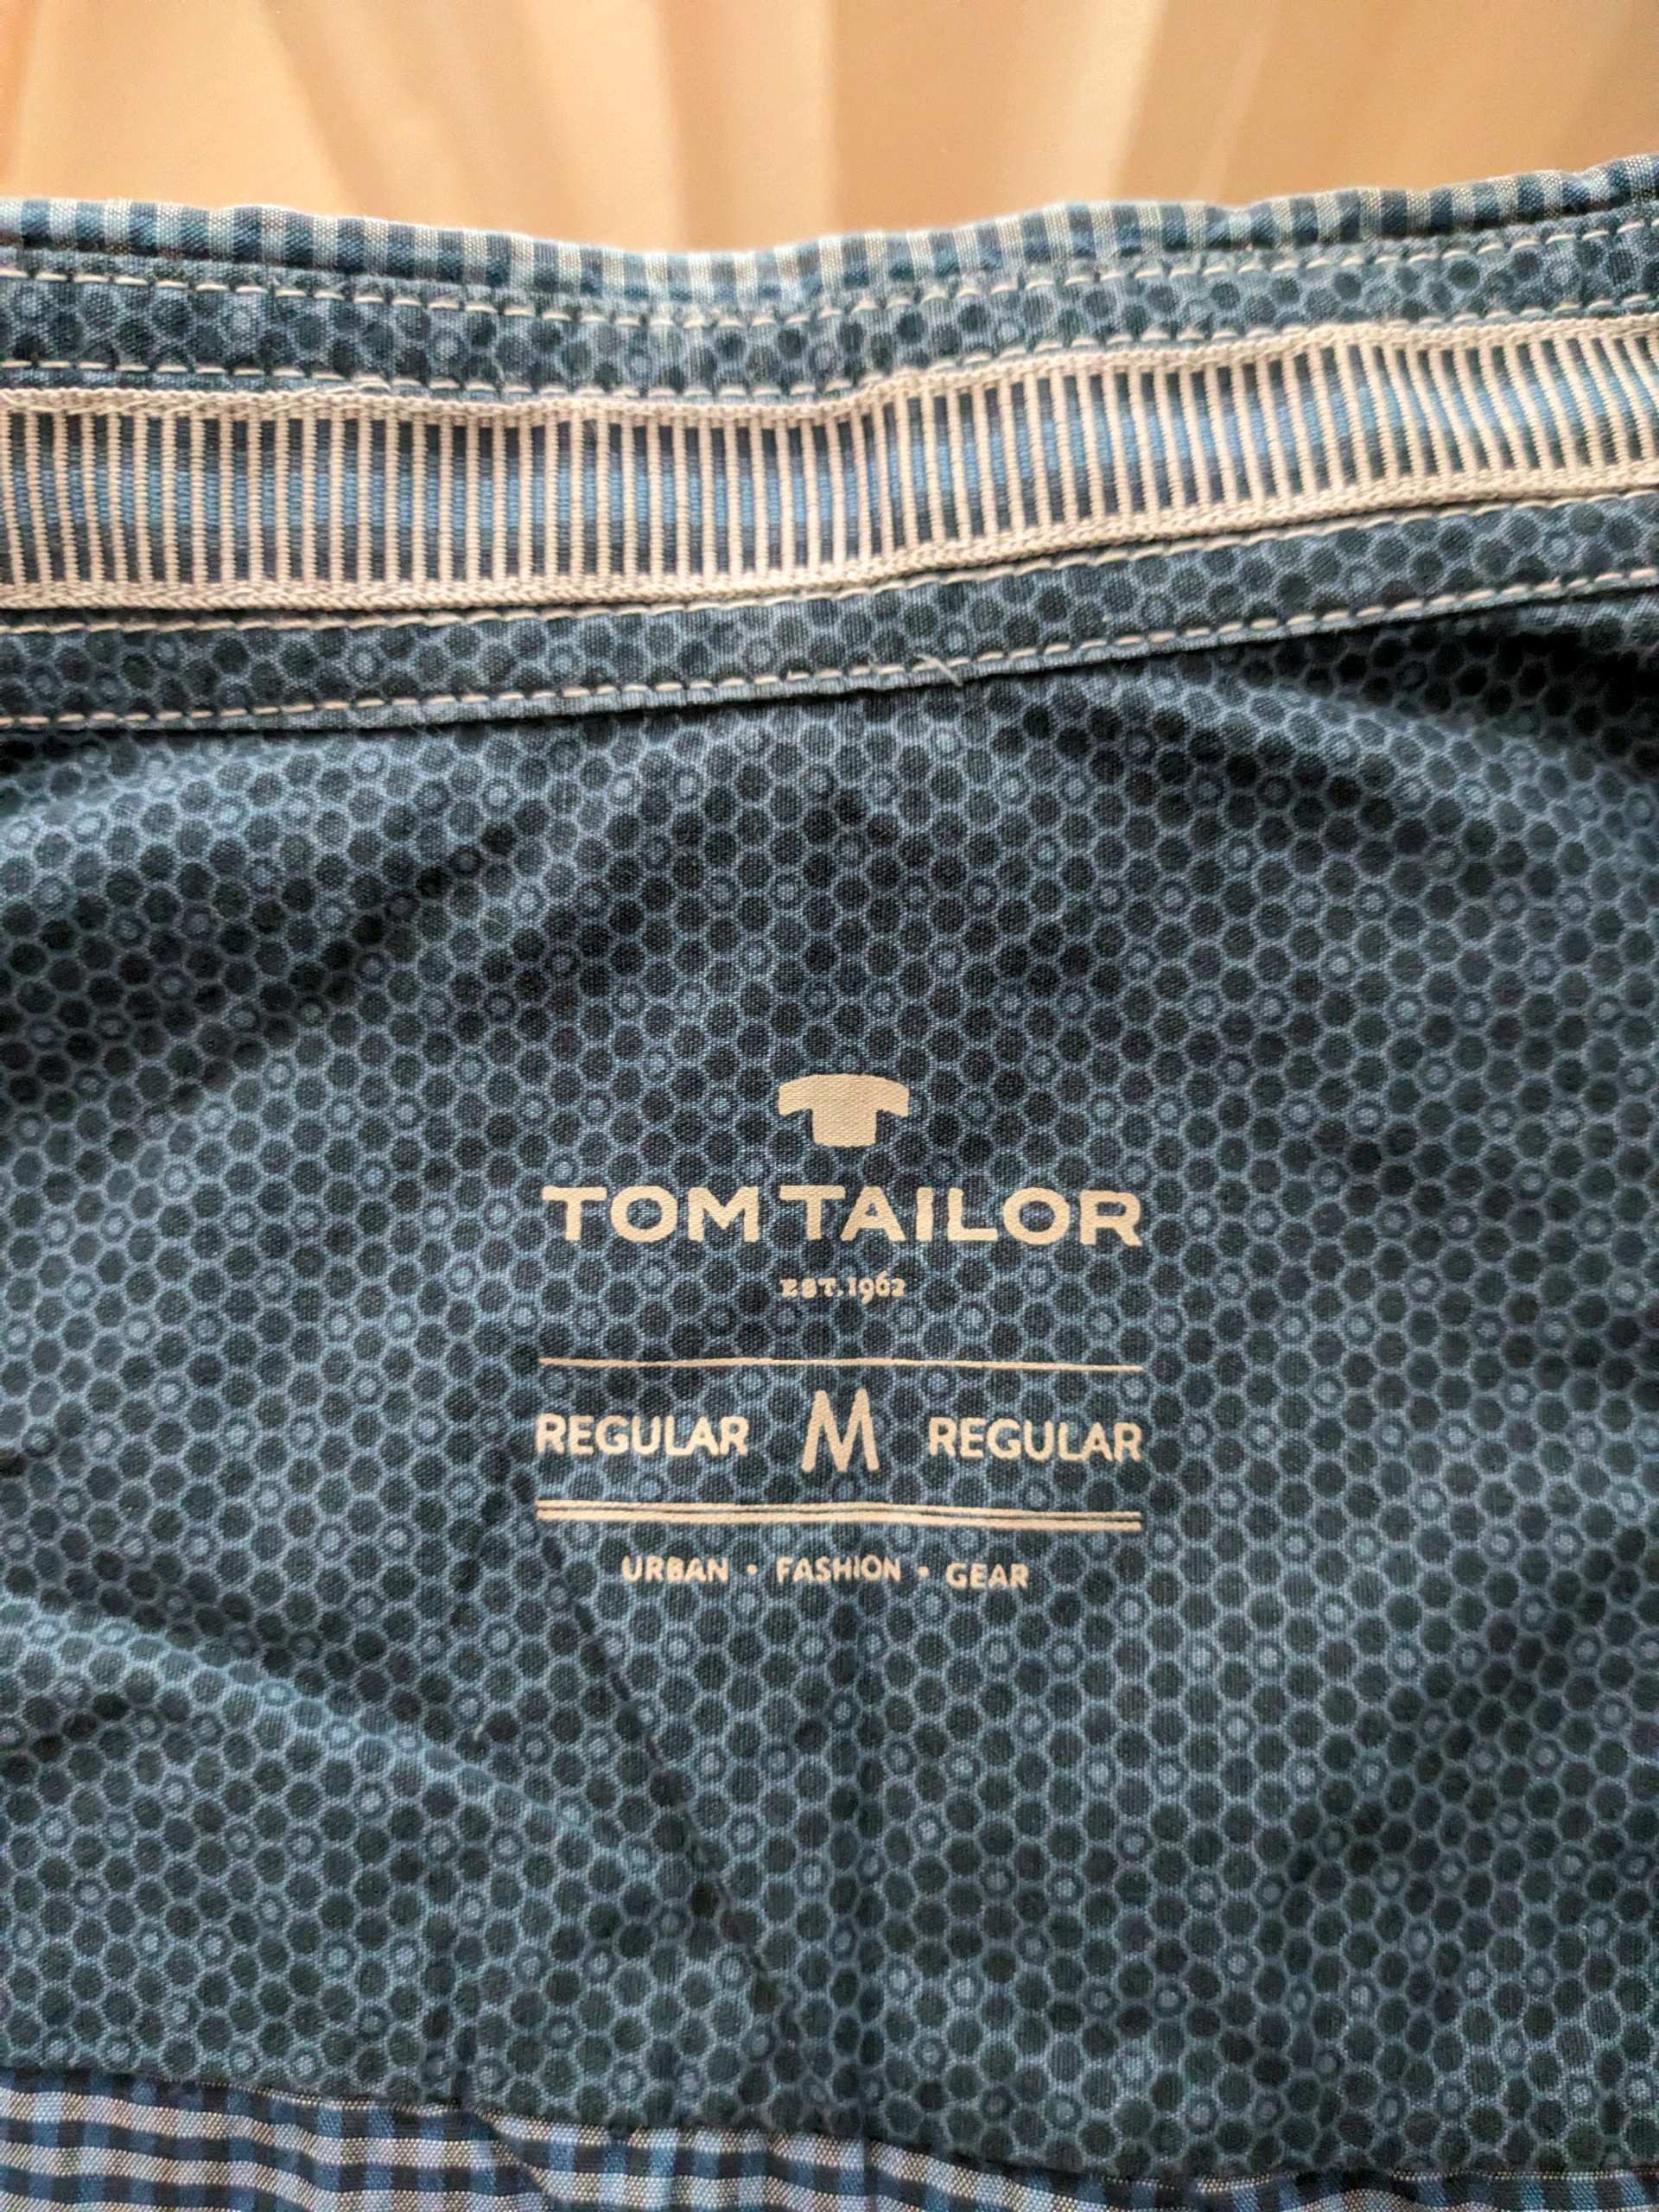 TOM TAILOR
EST. 1962
REGULAR M REGULAR
URBAN • FASHION • GEAR